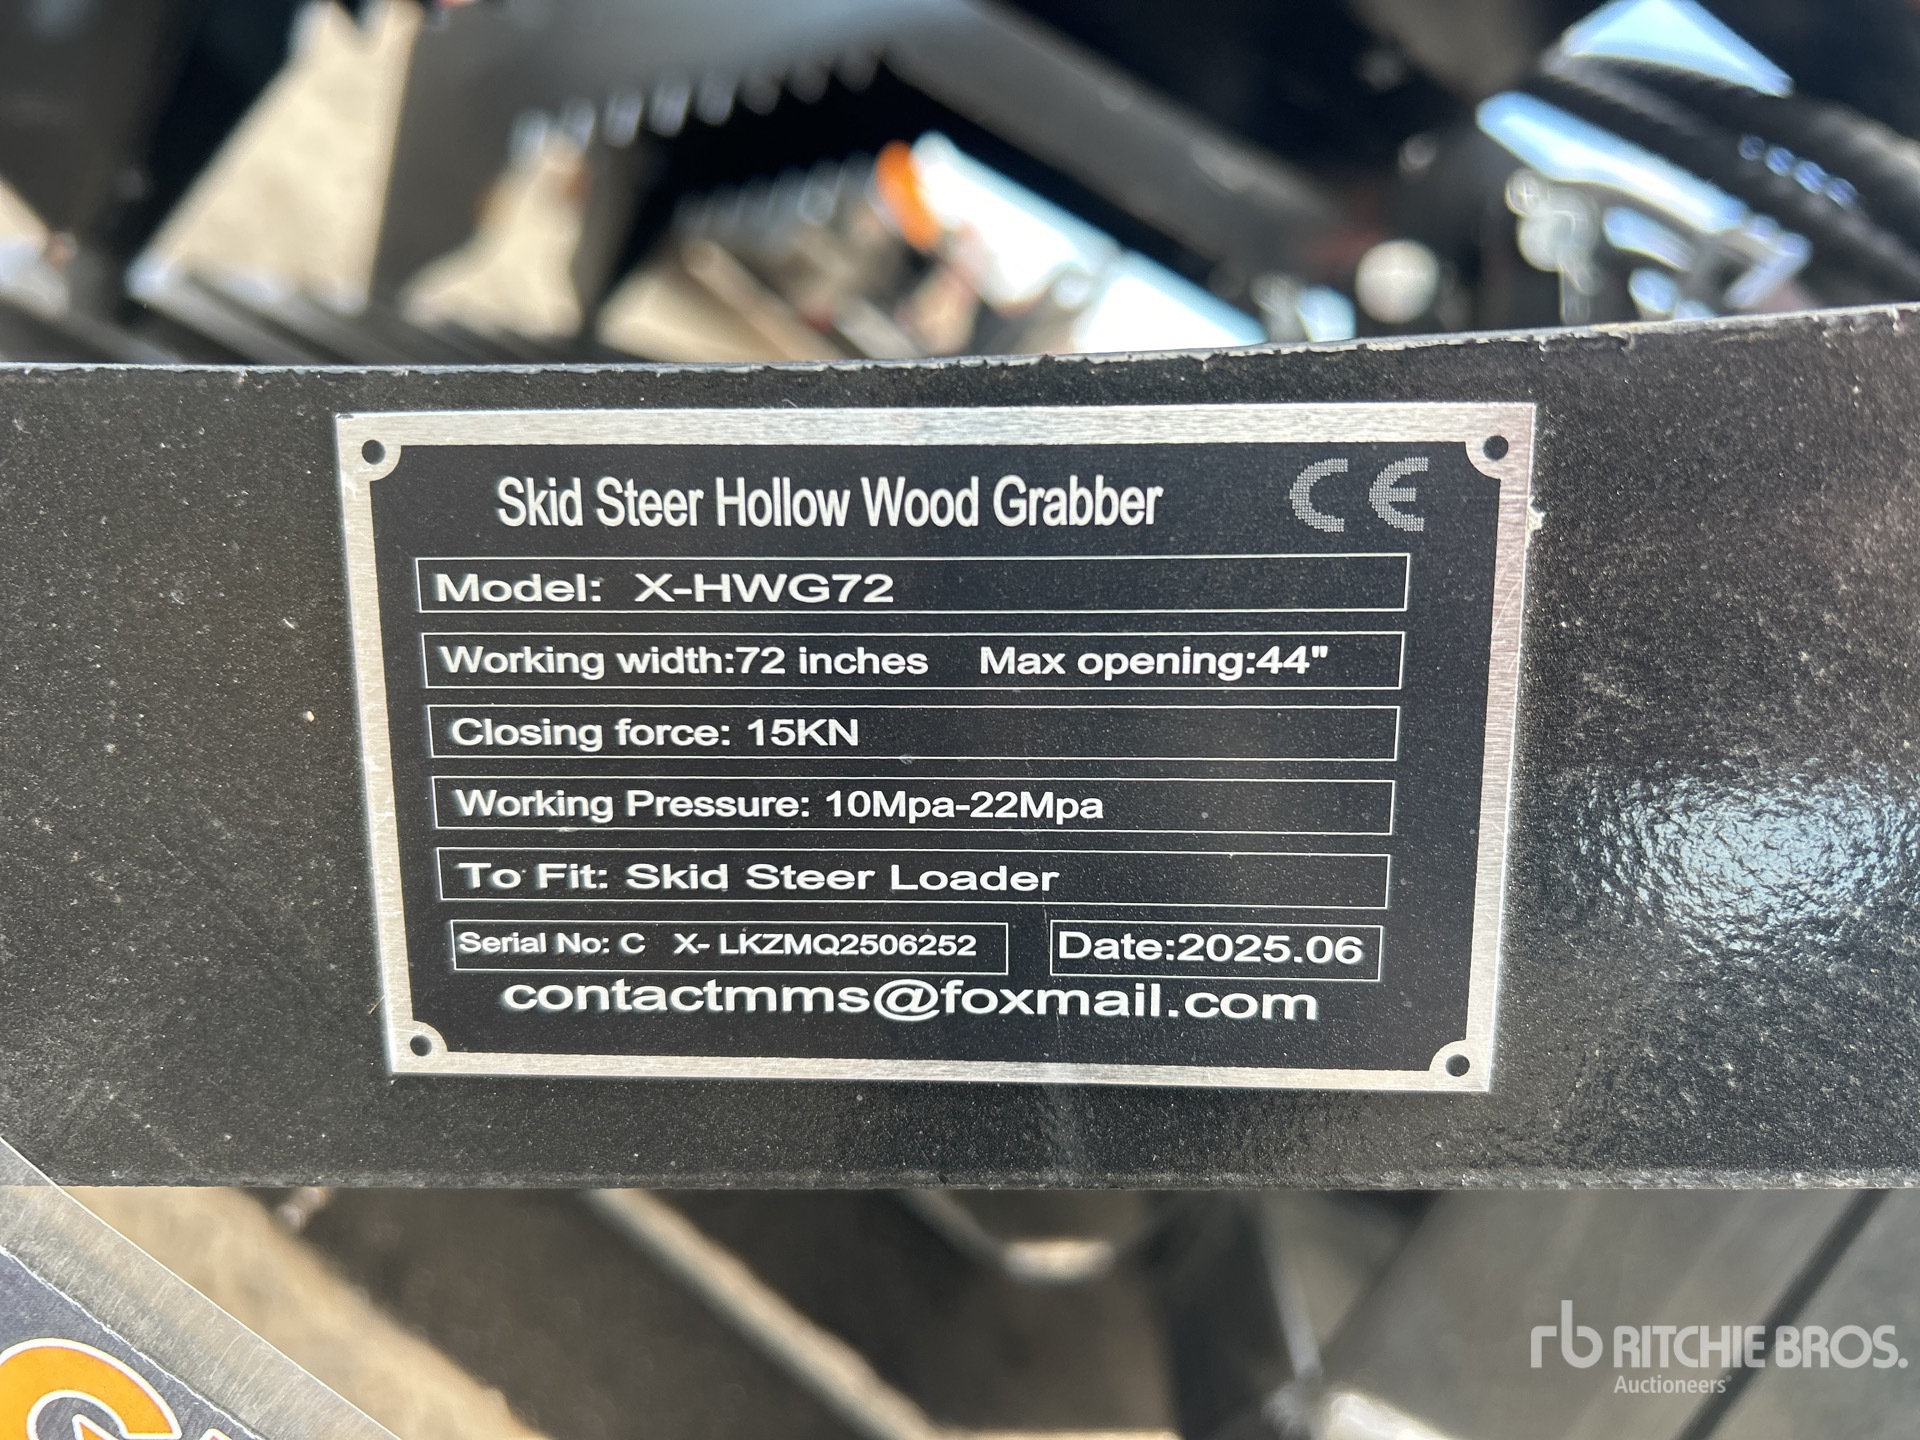 Skid Steer Hollow Wood Grabber CE
Model: X-HWG72
Working width:72 inches Max opening:44"
Closing force: 15KN
Working Pressure: 10Mpa-22Mpa
To Fit: Skid Steer Loader
Serial No: C X- LKZMQ2506252 Date:2025.06
contactmms@foxmail.com
rb RITCHIE BROS.
Auctioneers